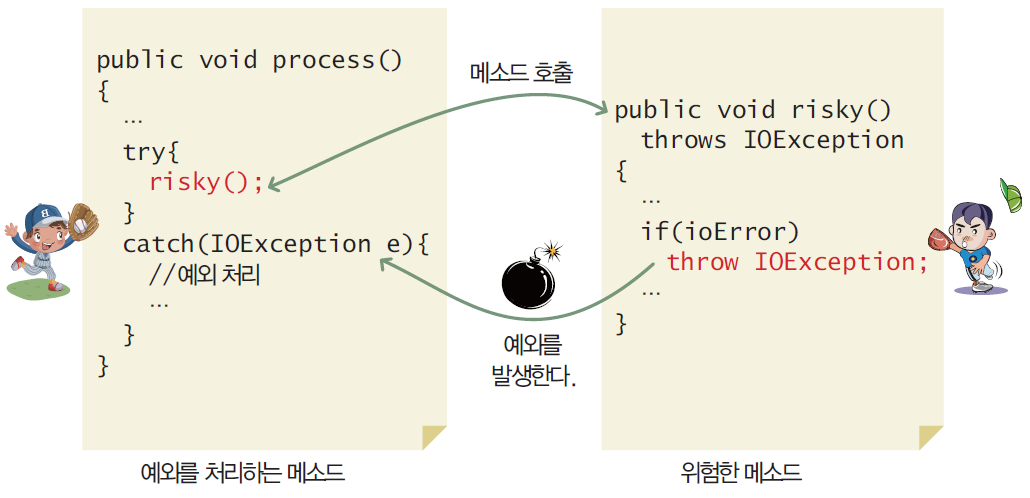 public void process()
{
…
try{
risky();
}
catch(IOException e){
//예외 처리
…
}
}
예외를 처리하는 메소드
메소드 호출
예외를
발생한다.
public void risky()
throws IOException
{
…
if(ioError)
throw IOException;
…
}
위험한 메소드
B